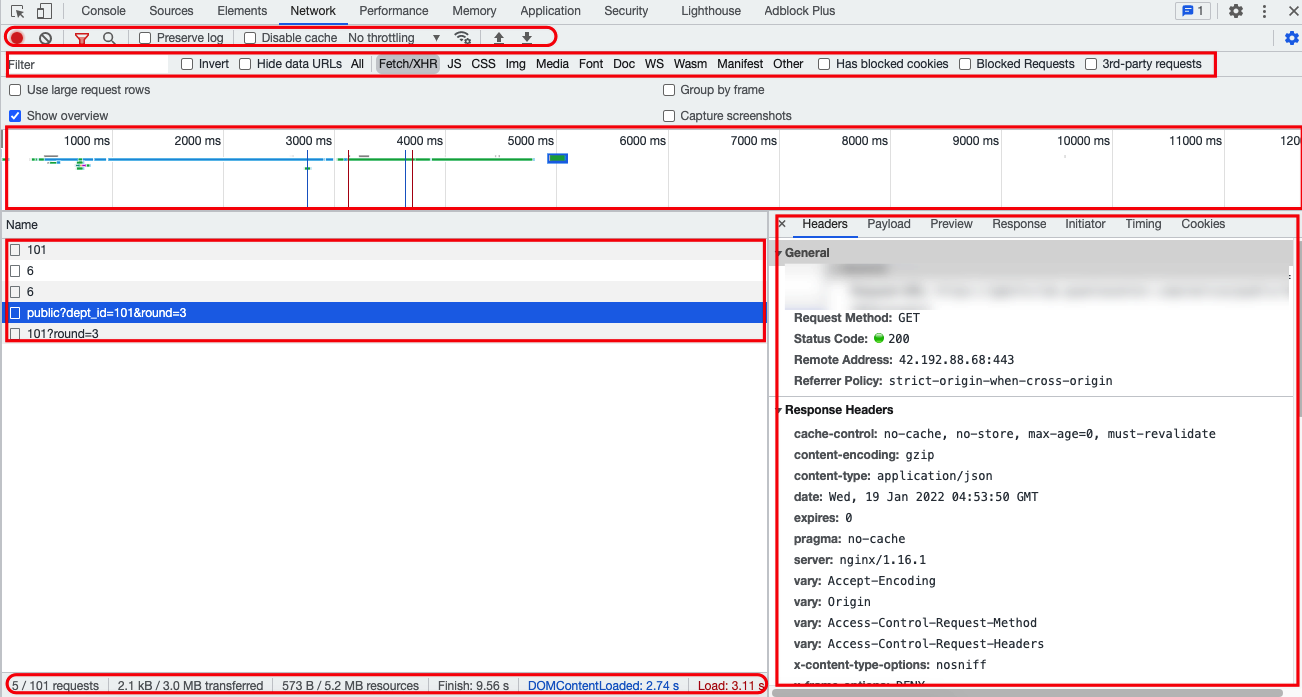 Console Sources Elements Network Performance Memory Application Security Lighthouse Adblock Plus 1
Preserve log Disable cache No throttling
Filter Invert Hide data URLs All Fetch/XHR JS CSS Img Media Font Doc WS Wasm Manifest Other Has blocked cookies Blocked Requests 3rd-party requests
Use large request rows Group by frame
Show overview Capture screenshots
1000 ms 2000 ms 3000 ms 4000 ms 5000 ms 6000 ms 7000 ms 8000 ms 9000 ms 10000 ms 11000 ms 120
Name
101
6
6
public?dept_id=101&round=3
101?round=3
Headers Payload Preview Response Initiator Timing Cookies
General
Request Method: GET
Status Code: 200
Remote Address: 42.192.88.68:443
Referrer Policy: strict-origin-when-cross-origin
Response Headers
cache-control: no-cache, no-store, max-age=0, must-revalidate
content-encoding: gzip
content-type: application/json
date: Wed, 19 Jan 2022 04:53:50 GMT
expires: 0
pragma: no-cache
server: nginx/1.16.1
vary: Accept-Encoding
vary: Origin
vary: Access-Control-Request-Method
vary: Access-Control-Request-Headers
x-content-type-options: nosniff
x-frame-options: DENY
5 / 101 requests 2.1 kB / 3.0 MB transferred 573 B / 5.2 MB resources Finish: 9.56 s DOMContentLoaded: 2.74 s Load: 3.11 s